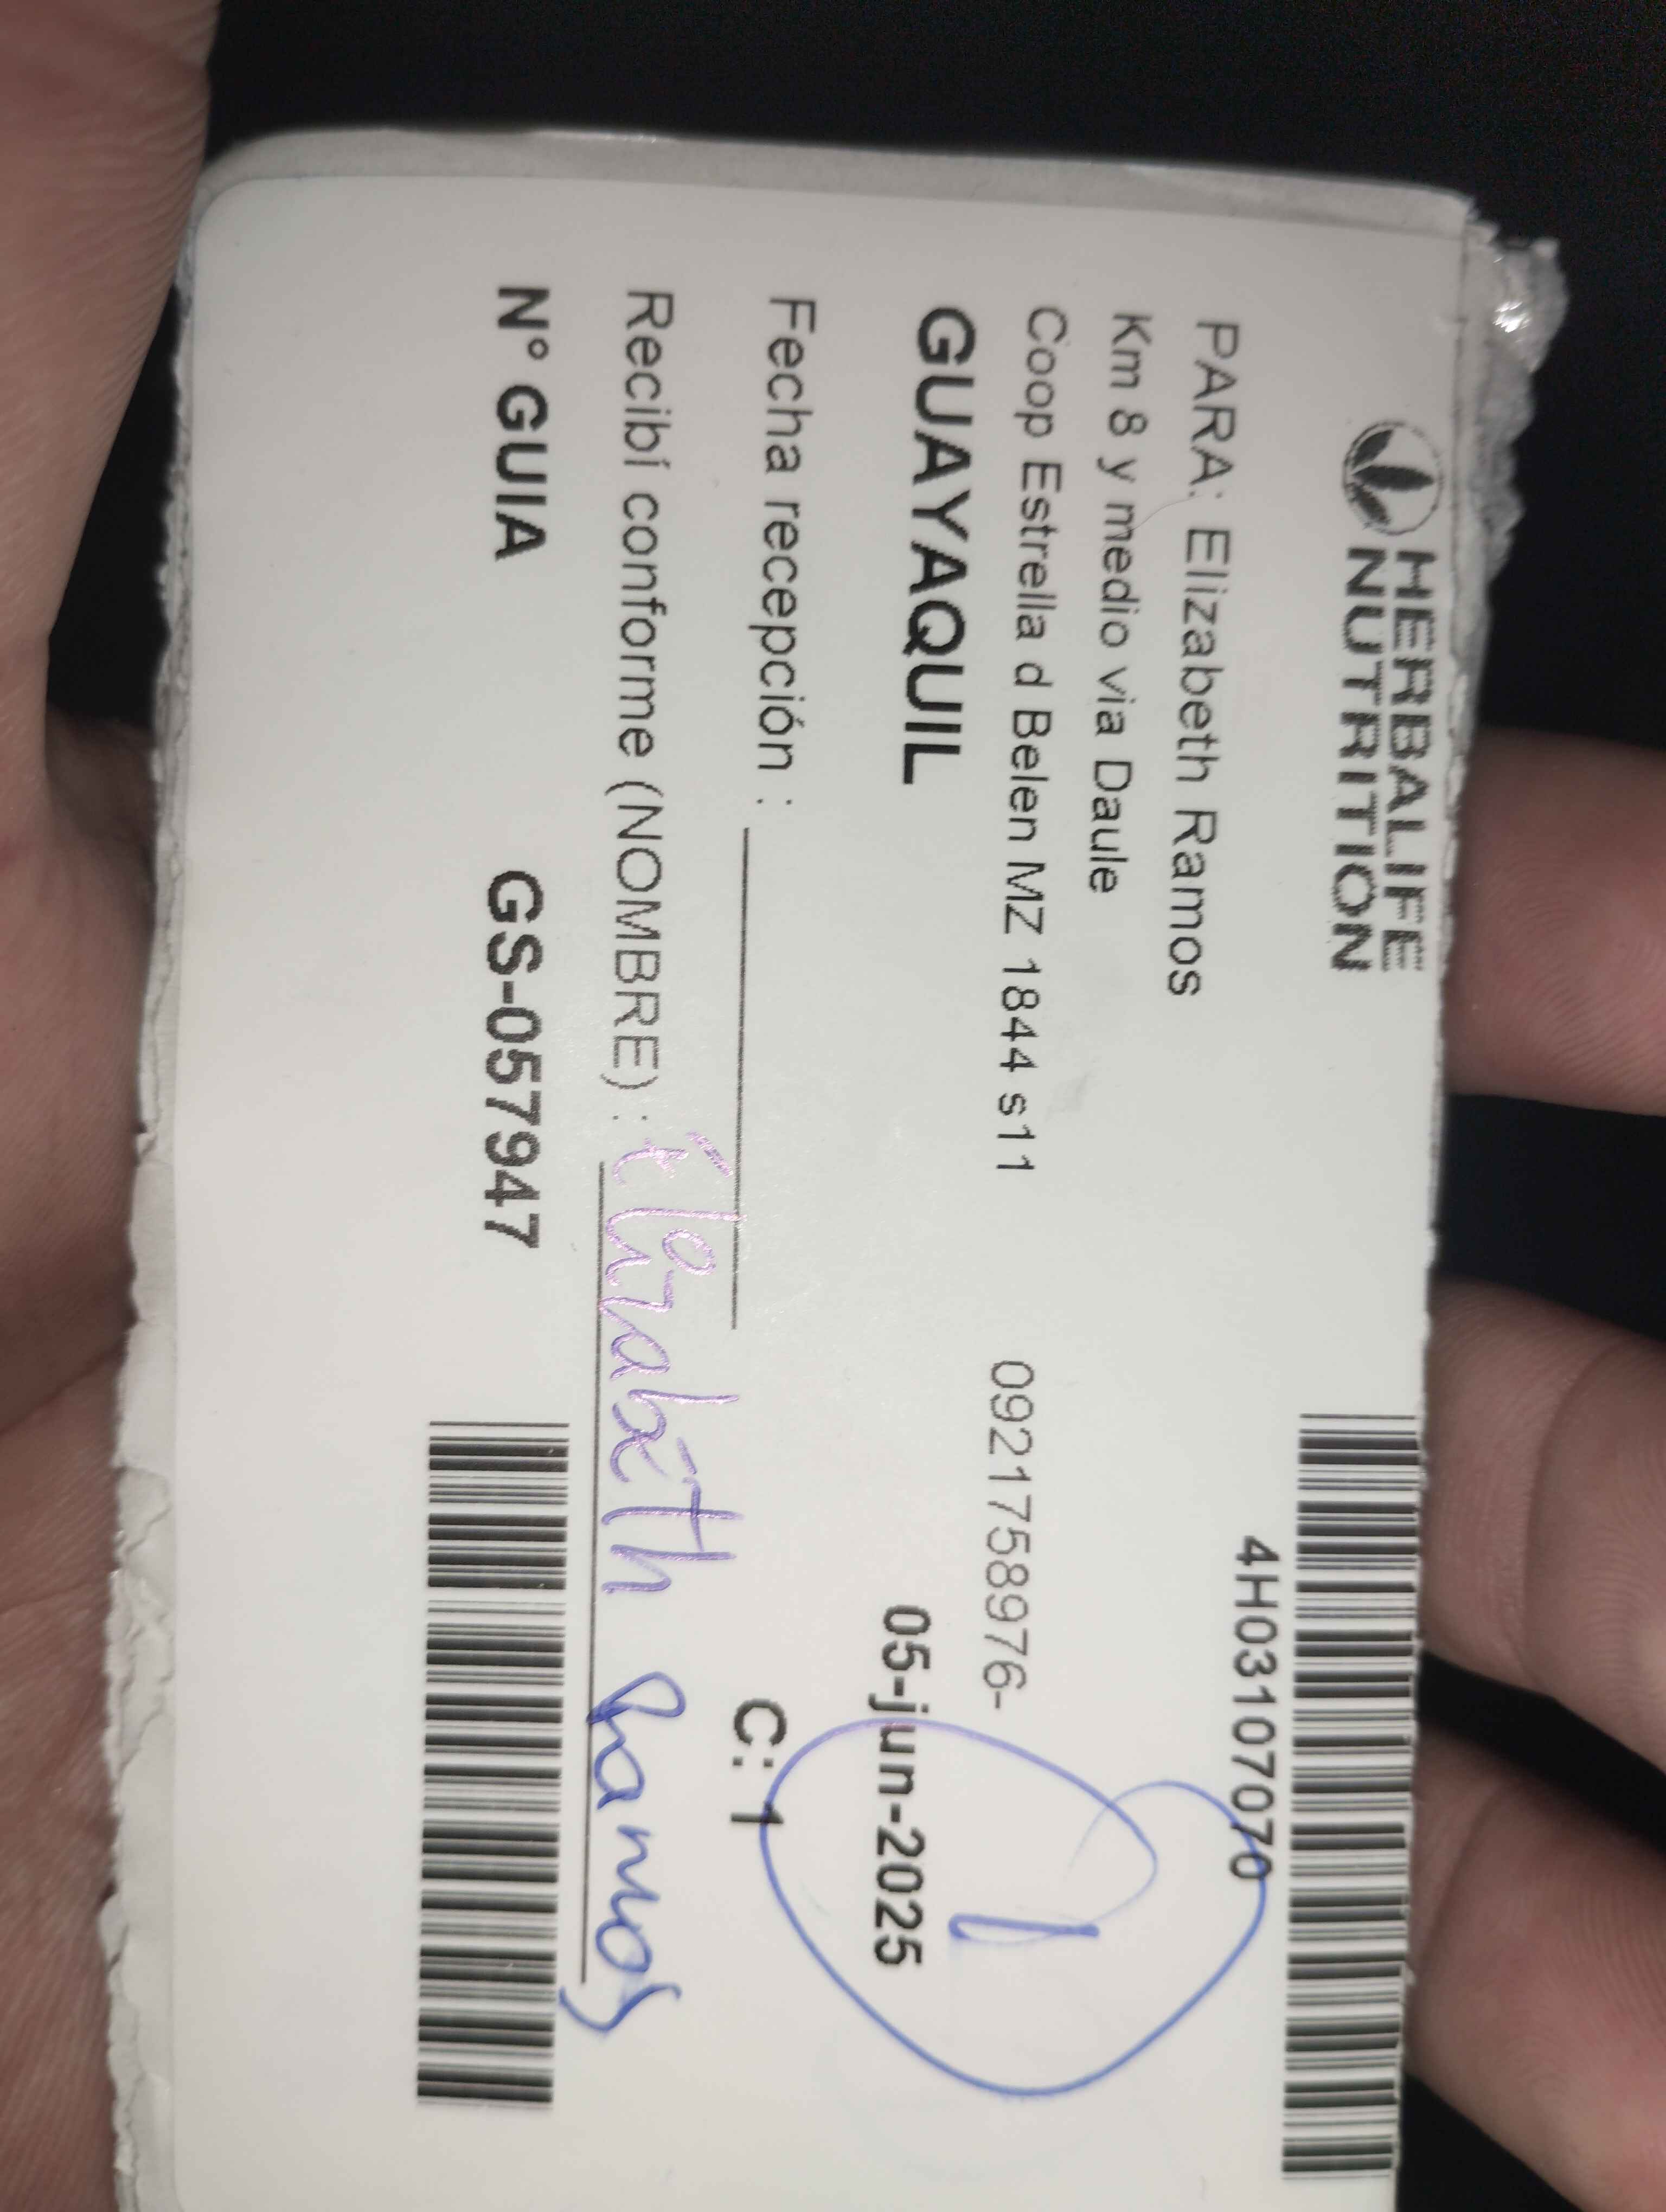 HERBALIFE
NUTRITION
4H03107070
PARA: Elizabeth Ramos
Km 8 y medio via Daule
Coop Estrella d Belen MZ 1844 s11 0921758976-
GUAYAQUIL 05-jun-2025
1
Fecha recepción :
C: 1
Recibí conforme (NOMBRE) : Elizabeth Ramos
N° GUIA GS-057947